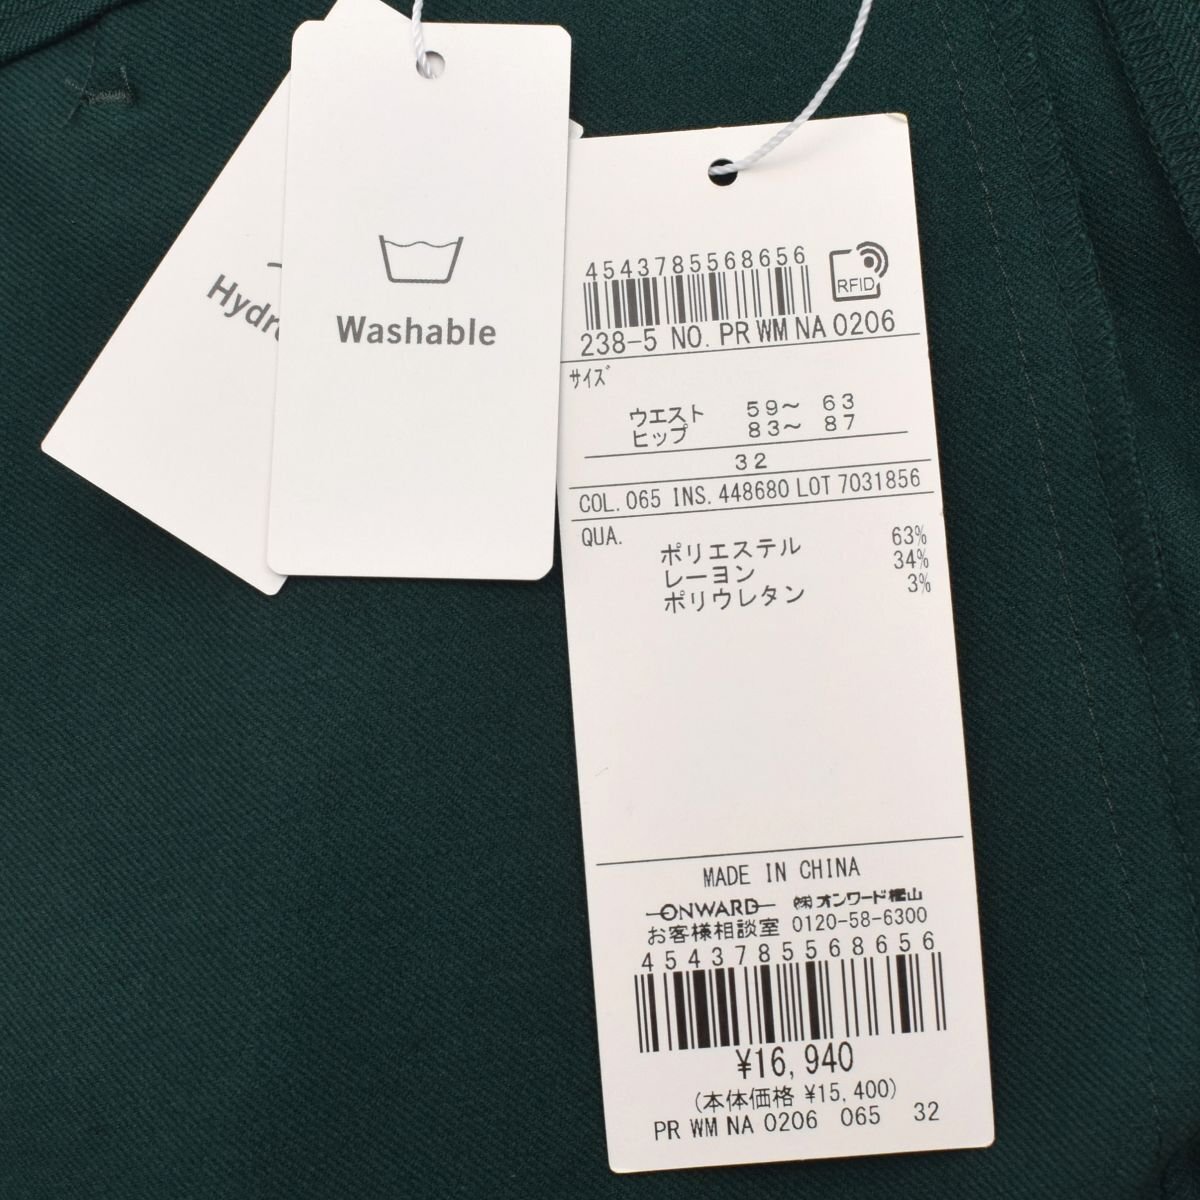 Hydr
Washable
4543785568656
RFID
238-5 NO. PR WM NA 0206
サイズ
ウエスト 59～ 63
ヒップ 83～ 87
32
COL. 065 INS. 448680 LOT 7031856
QUA.
ポリエステル 63%
レーヨン 34%
ポリウレタン 3%
MADE IN CHINA
ONWARD ㈱オンワード樫山
お客様相談室 0120-58-6300
4543785568656
¥16,940
(本体価格 ¥15,400)
PR WM NA 0206 065 32